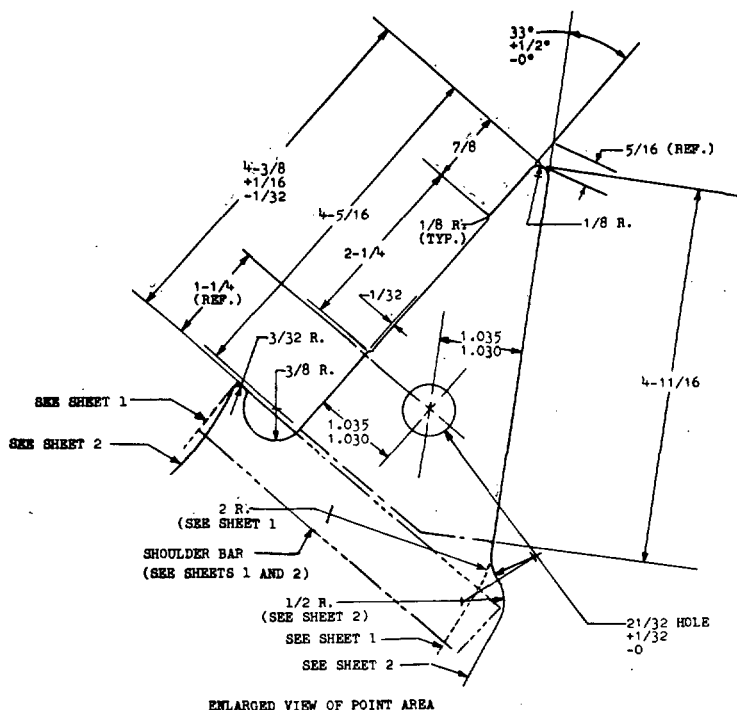 33°
+1/2°
-0°
5/16 (REF.)
7/8
4-3/8
+1/16
-1/32
4-5/16
1/8 R.
(TYP.)
1/8 R.
2-1/4
1-1/4
(REF.)
1/32
3/32 R.
1.035
1.030
3/8 R.
4-11/16
SEE SHEET 1
1.035
1.030
SEE SHEET 2
2 R.
(SEE SHEET 1
SHOULDER BAR
(SEE SHEETS 1 AND 2)
1/2 R.
(SEE SHEET 2)
21/32 HOLE
+1/32
-0
SEE SHEET 1
SEE SHEET 2
ENLARGED VIEW OF POINT AREA